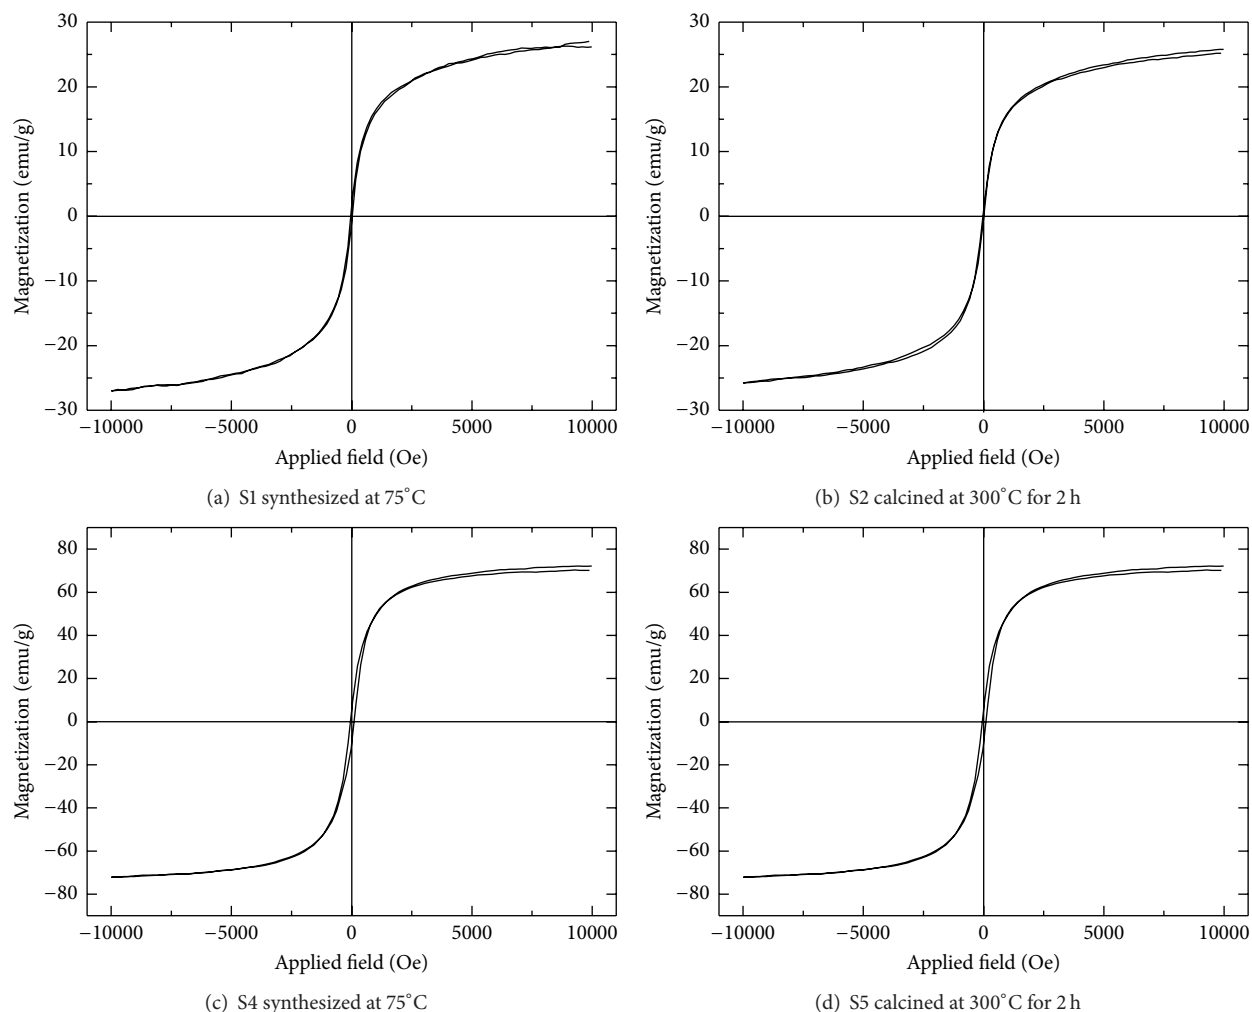 30
20
10
0
−10
−20
−30
Magnetization (emu/g)
−10000 −5000 0 5000 10000
Applied field (Oe)
(a) S1 synthesized at 75°C
30
20
10
0
−10
−20
−30
Magnetization (emu/g)
−10000 −5000 0 5000 10000
Applied field (Oe)
(b) S2 calcined at 300°C for 2 h
80
60
40
20
0
−20
−40
−60
−80
Magnetization (emu/g)
−10000 −5000 0 5000 10000
Applied field (Oe)
(c) S4 synthesized at 75°C
80
60
40
20
0
−20
−40
−60
−80
Magnetization (emu/g)
−10000 −5000 0 5000 10000
Applied field (Oe)
(d) S5 calcined at 300°C for 2 h